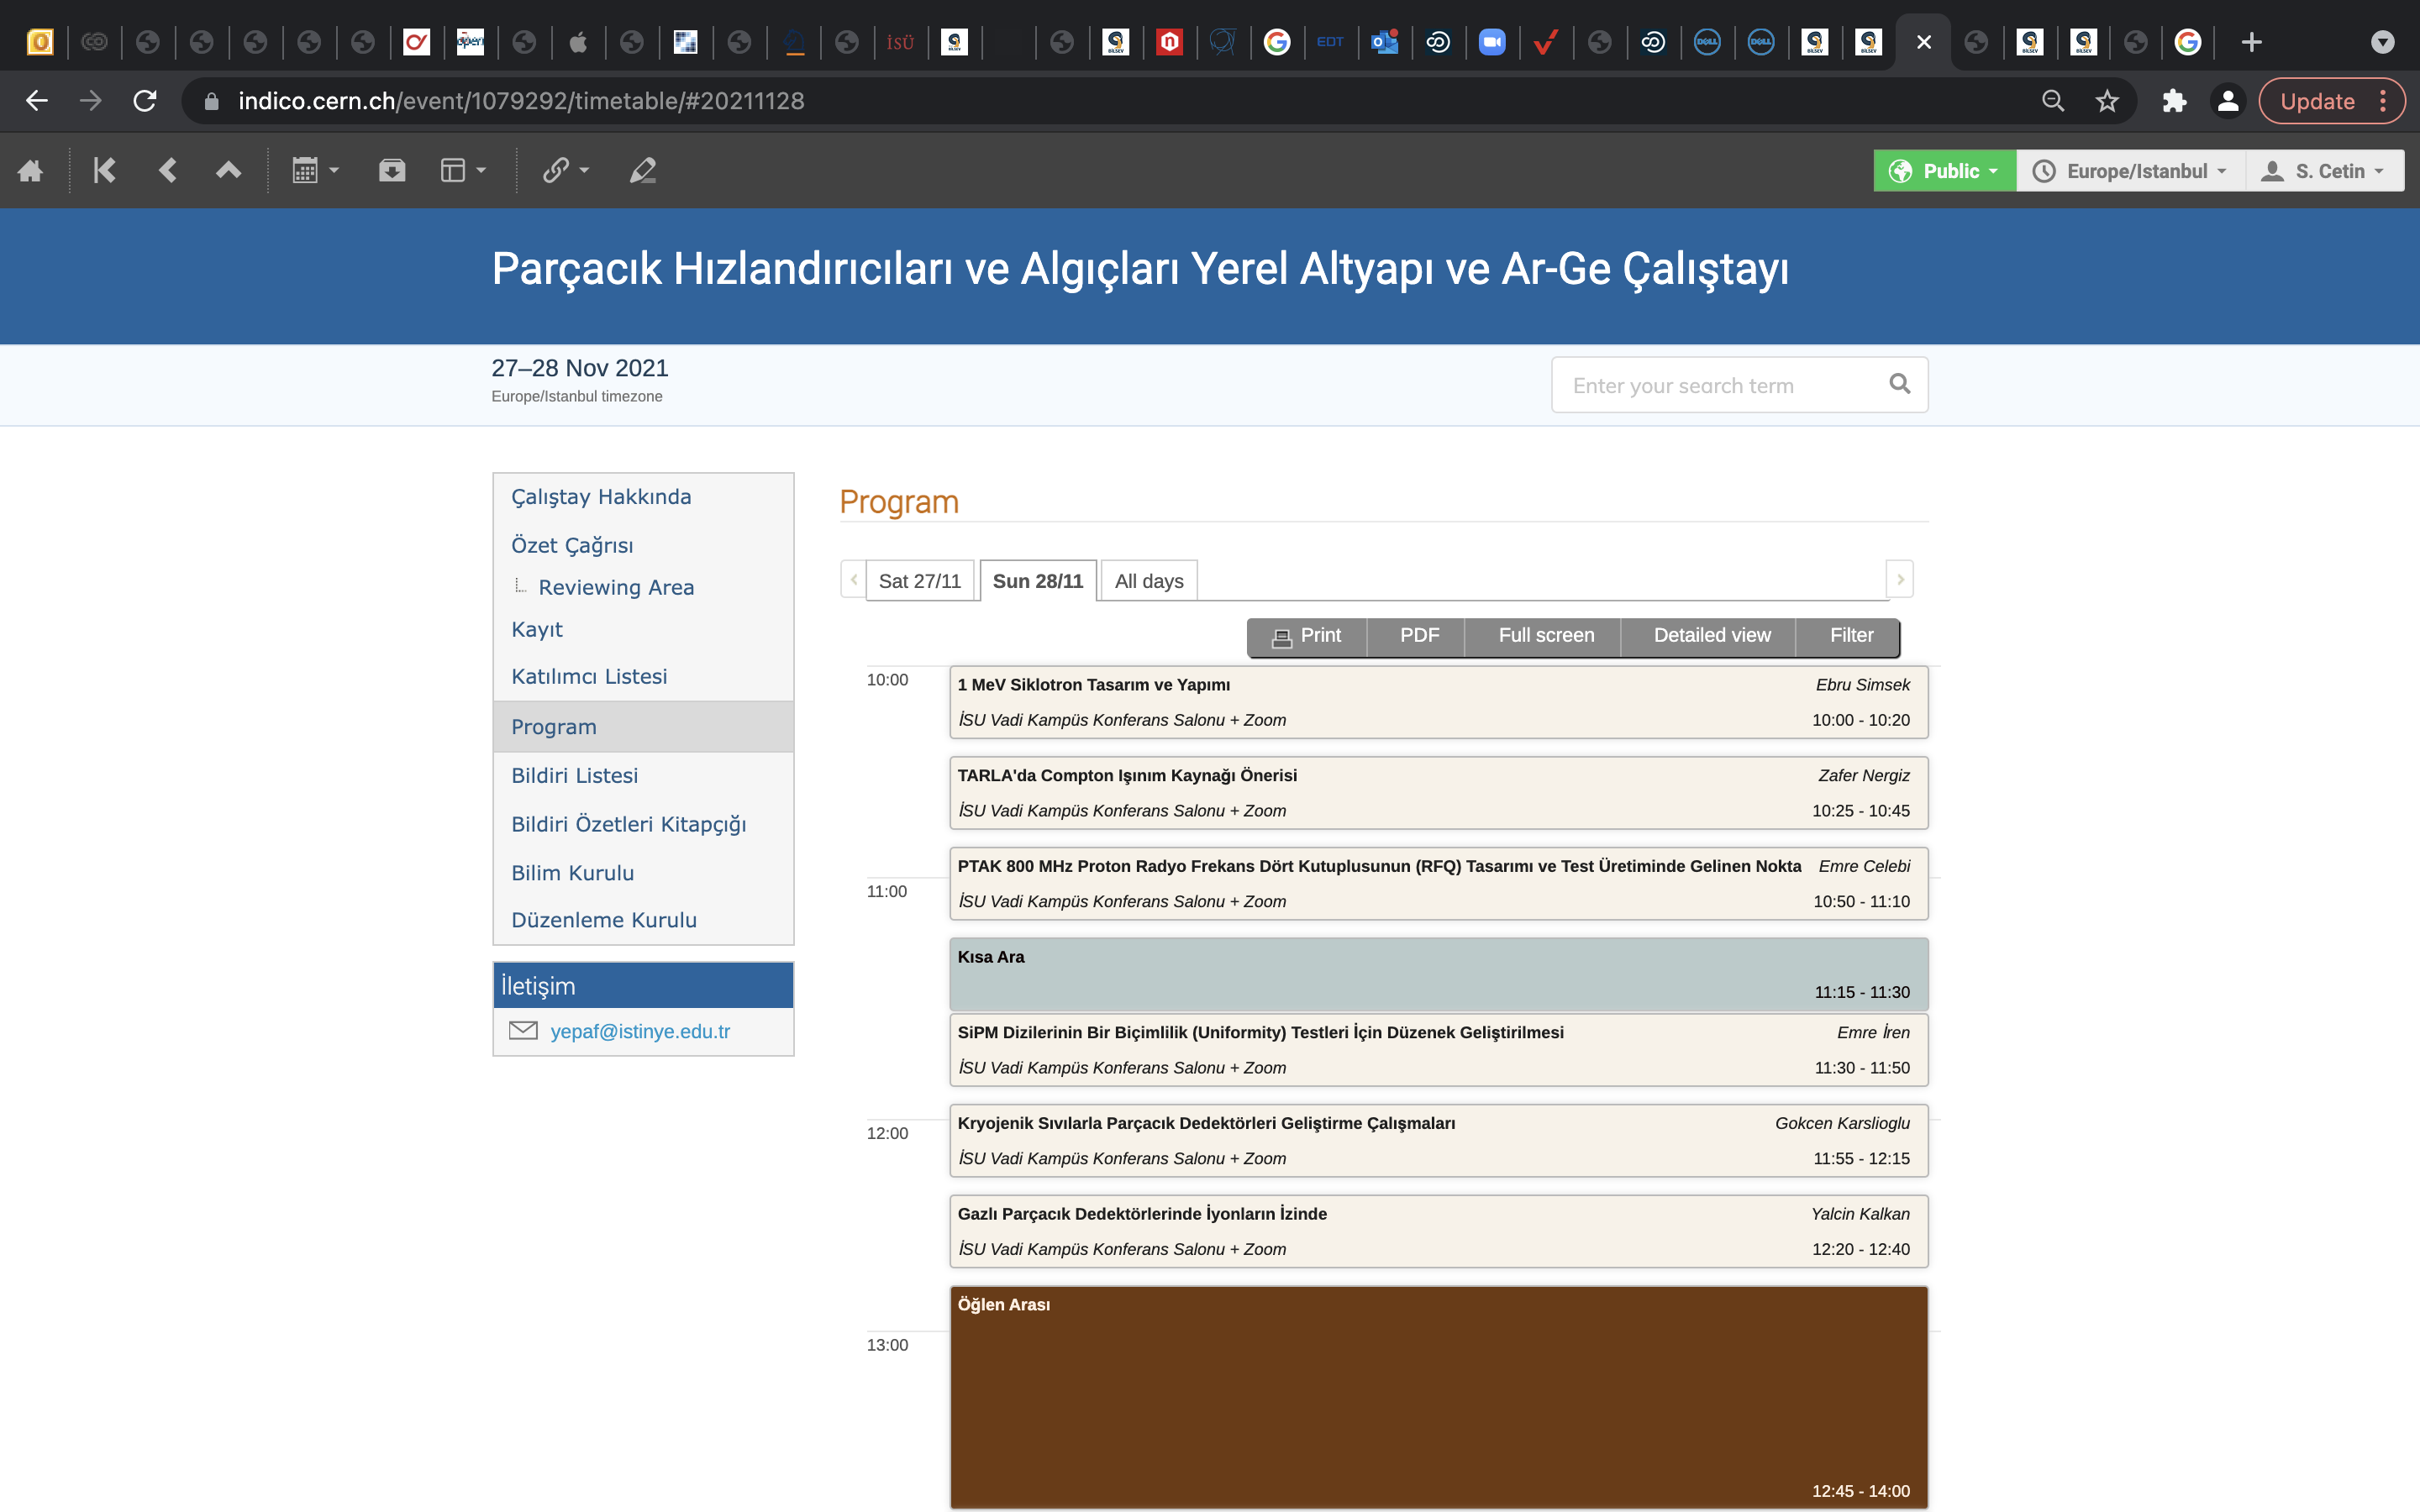 İSÜ
EDT
DELL
DELL
indico.cern.ch/event/1079292/timetable/#20211128
Update
Public
Europe/Istanbul
S. Cetin
Parçacık Hızlandırıcıları ve Algıçları Yerel Altyapı ve Ar-Ge Çalıştayı
27–28 Nov 2021
Europe/Istanbul timezone
Enter your search term
Çalıştay Hakkında
Özet Çağrısı
Reviewing Area
Kayıt
Katılımcı Listesi
Program
Bildiri Listesi
Bildiri Özetleri Kitapçığı
Bilim Kurulu
Düzenleme Kurulu
İletişim
yepaf@istinye.edu.tr
Program
Sat 27/11
Sun 28/11
All days
Print
PDF
Full screen
Detailed view
Filter
10:00
1 MeV Siklotron Tasarım ve Yapımı
Ebru Simsek
İSU Vadi Kampüs Konferans Salonu + Zoom
10:00 - 10:20
TARLA'da Compton Işınım Kaynağı Önerisi
Zafer Nergiz
İSU Vadi Kampüs Konferans Salonu + Zoom
10:25 - 10:45
PTAK 800 MHz Proton Radyo Frekans Dört Kutuplusunun (RFQ) Tasarımı ve Test Üretiminde Gelinen Nokta
Emre Celebi
11:00
İSU Vadi Kampüs Konferans Salonu + Zoom
10:50 - 11:10
Kısa Ara
11:15 - 11:30
SiPM Dizilerinin Bir Biçimlilik (Uniformity) Testleri İçin Düzenek Geliştirilmesi
Emre İren
İSU Vadi Kampüs Konferans Salonu + Zoom
11:30 - 11:50
12:00
Kryojenik Sıvılarla Parçacık Dedektörleri Geliştirme Çalışmaları
Gokcen Karslioglu
İSU Vadi Kampüs Konferans Salonu + Zoom
11:55 - 12:15
Gazlı Parçacık Dedektörlerinde İyonların İzinde
Yalcin Kalkan
İSU Vadi Kampüs Konferans Salonu + Zoom
12:20 - 12:40
Öğlen Arası
13:00
12:45 - 14:00